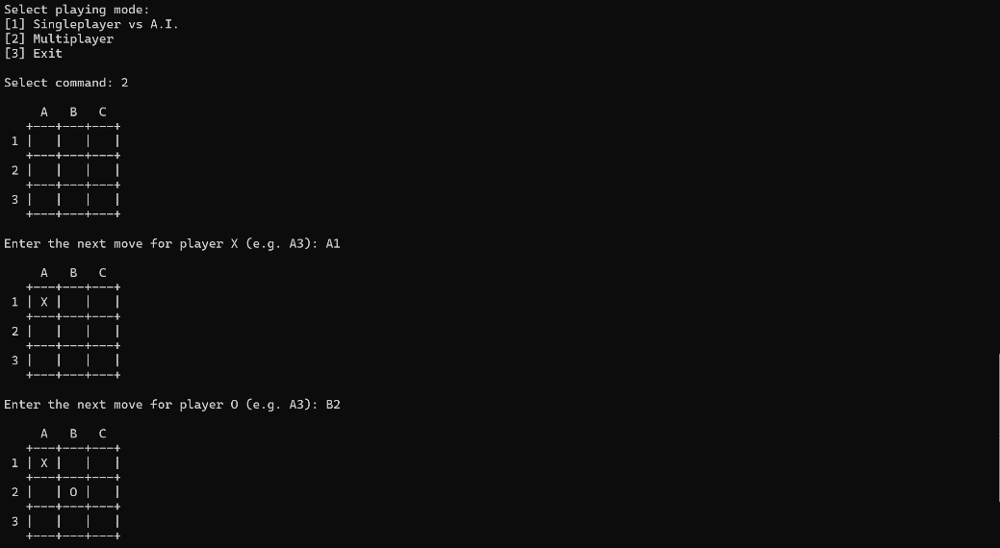 Select playing mode:
[1] Singleplayer vs A.I.
[2] Multiplayer
[3] Exit

Select command: 2

     A   B   C
   +---+---+---+
 1 |   |   |   |
   +---+---+---+
 2 |   |   |   |
   +---+---+---+
 3 |   |   |   |
   +---+---+---+

Enter the next move for player X (e.g. A3): A1

     A   B   C
   +---+---+---+
 1 | X |   |   |
   +---+---+---+
 2 |   |   |   |
   +---+---+---+
 3 |   |   |   |
   +---+---+---+

Enter the next move for player O (e.g. A3): B2

     A   B   C
   +---+---+---+
 1 | X |   |   |
   +---+---+---+
 2 |   | O |   |
   +---+---+---+
 3 |   |   |   |
   +---+---+---+